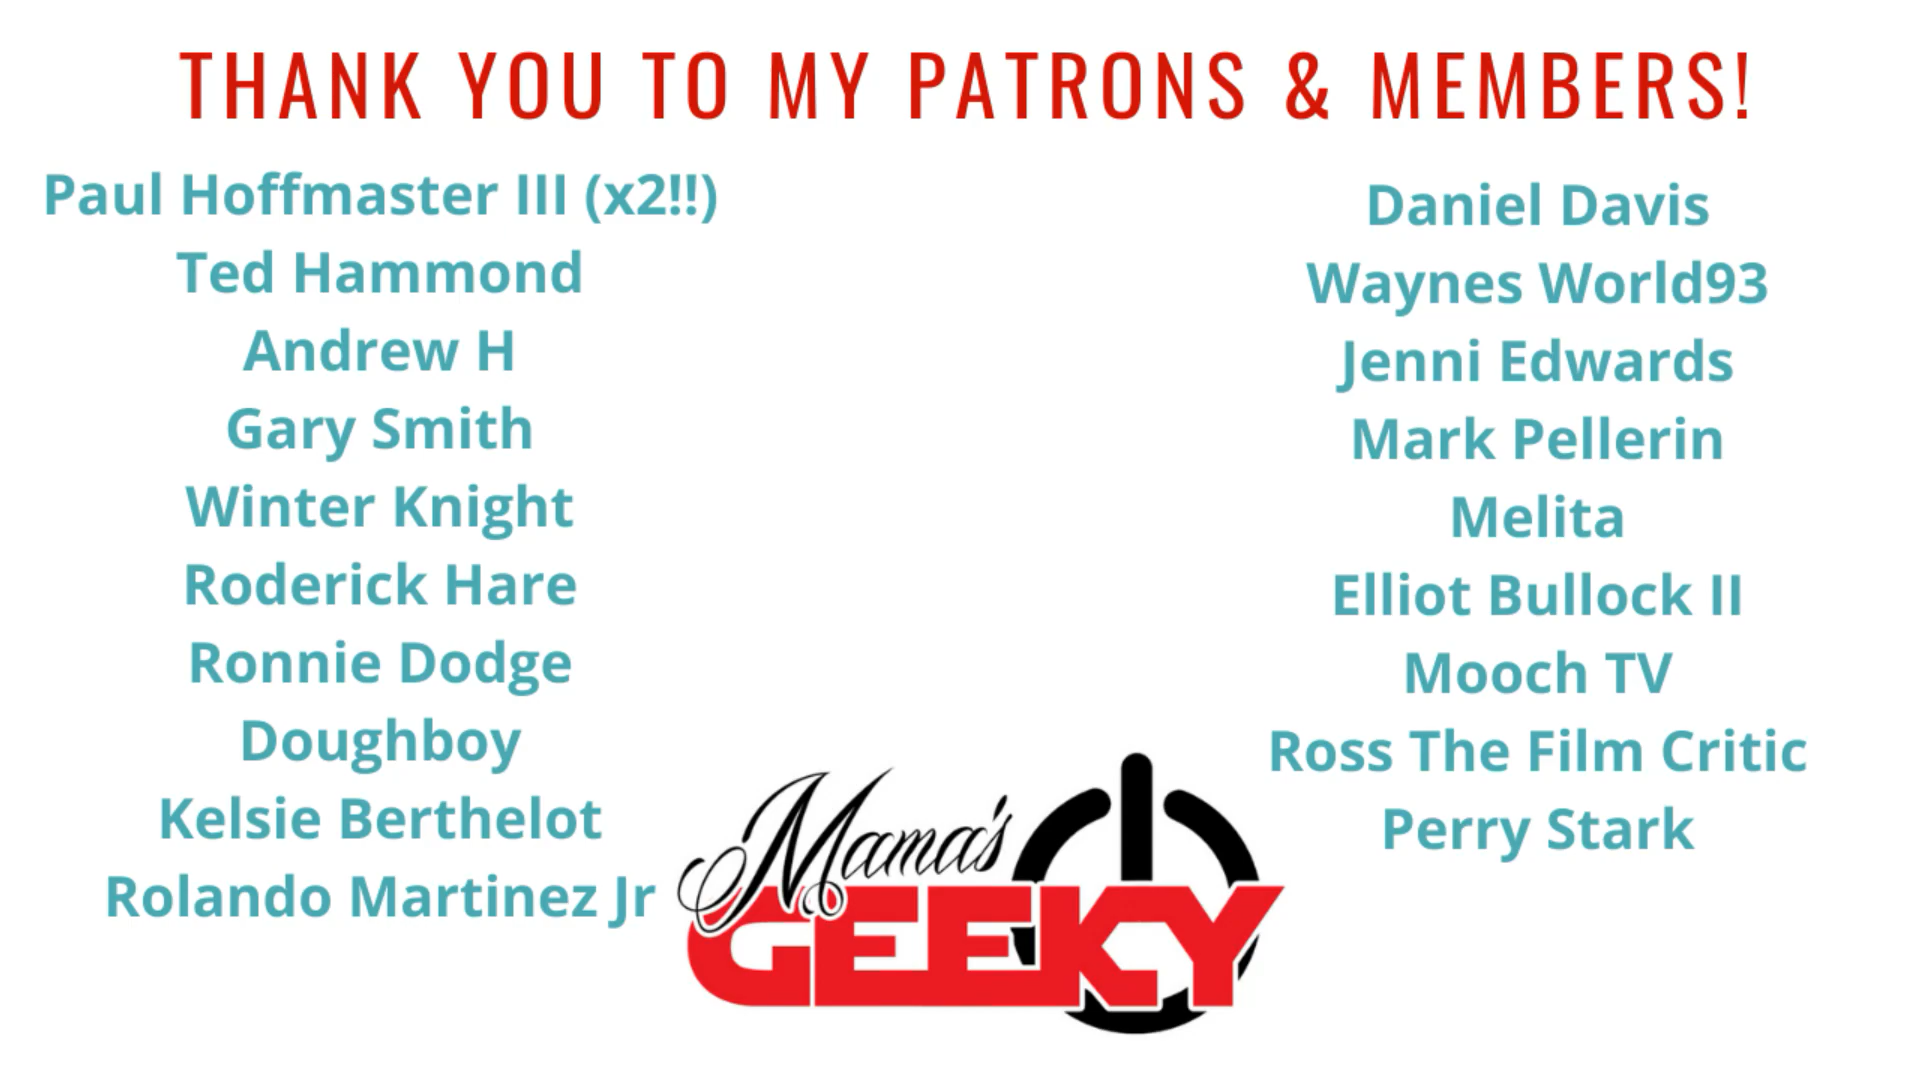 THANK YOU TO MY PATRONS & MEMBERS!
Paul Hoffmaster III (x2!!)
Ted Hammond
Andrew H
Gary Smith
Winter Knight
Roderick Hare
Ronnie Dodge
Doughboy
Kelsie Berthelot
Rolando Martinez Jr
Daniel Davis
Waynes World93
Jenni Edwards
Mark Pellerin
Melita
Elliot Bullock II
Mooch TV
Ross The Film Critic
Perry Stark
Mama's
GEEKY